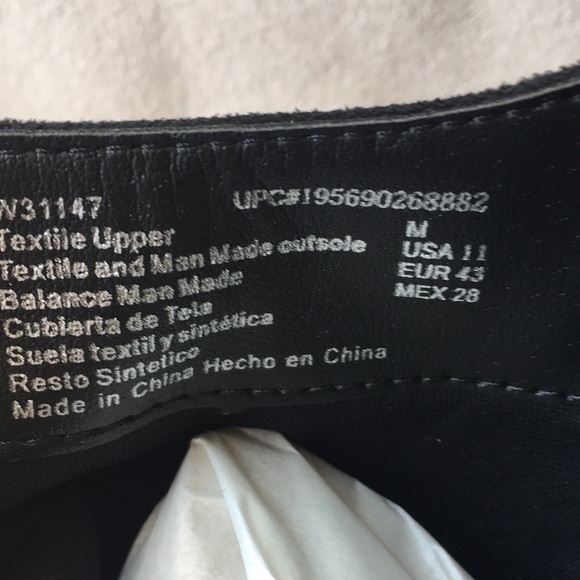 W31147
UPC#195690268882
Textile Upper
Textile and Man Made outsole
Balance Man Made
Cubierta de Tela
Suela textil y sintética
Resto Sintetico
Made in China Hecho en China
M
USA 11
EUR 43
MEX 28